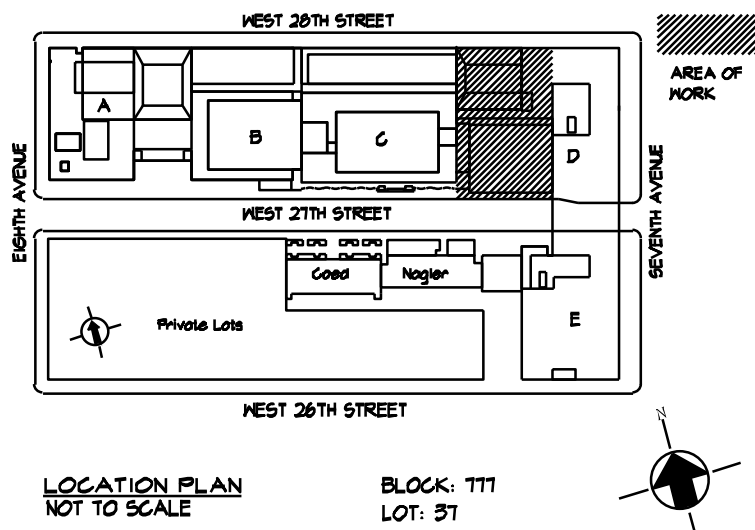 WEST 28TH STREET
AREA OF
WORK
A
B
C
D
EIGHTH AVENUE
SEVENTH AVENUE
WEST 27TH STREET
Coed
Nagler
Private Lots
E
WEST 26TH STREET
N
LOCATION PLAN
NOT TO SCALE
BLOCK: 777
LOT: 37